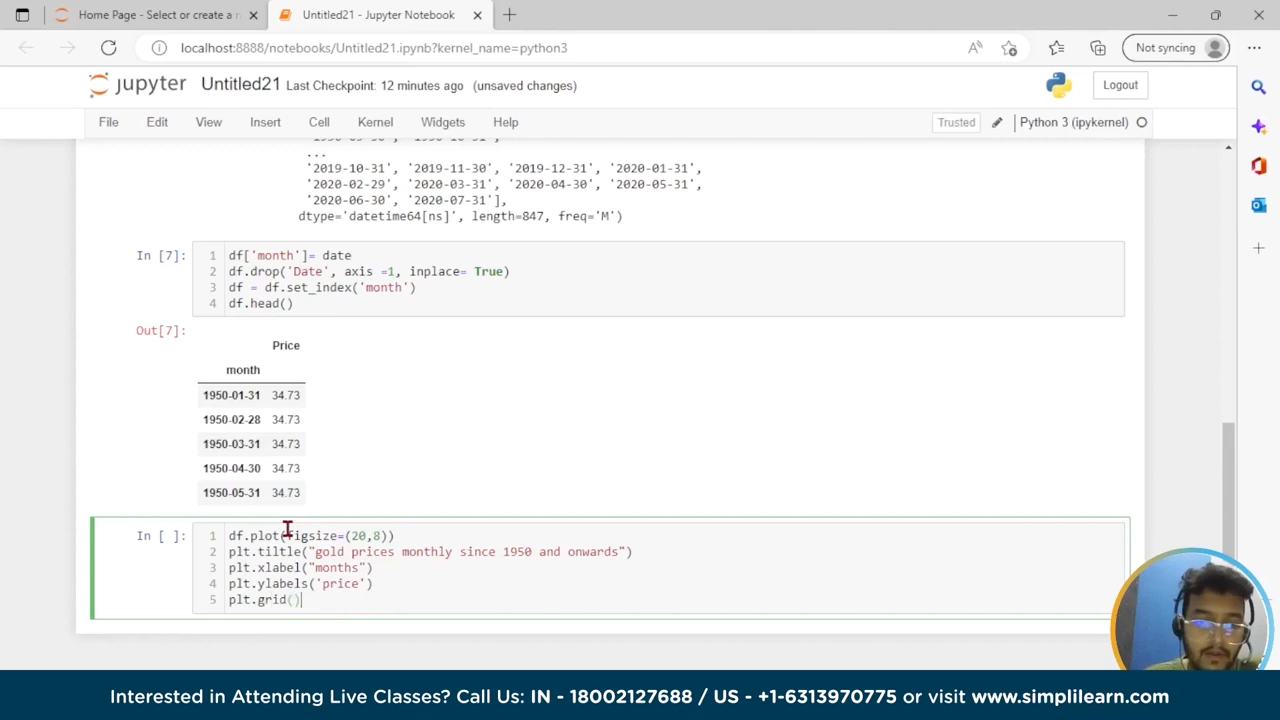 Home Page - Select or create a n
Untitled21 - Jupyter Notebook
localhost:8888/notebooks/Untitled21.ipynb?kernel_name=python3
Not syncing
jupyter Untitled21 Last Checkpoint: 12 minutes ago (unsaved changes)
Logout
File Edit View Insert Cell Kernel Widgets Help
Trusted Python 3 (ipykernel)
...
'2019-10-31', '2019-11-30', '2019-12-31', '2020-01-31',
'2020-02-29', '2020-03-31', '2020-04-30', '2020-05-31',
'2020-06-30', '2020-07-31'],
dtype='datetime64[ns]', length=847, freq='M')
In [7]:
1 df['month']= date
2 df.drop('Date', axis =1, inplace= True)
3 df = df.set_index('month')
4 df.head()
Out[7]:
Price
month
1950-01-31 34.73
1950-02-28 34.73
1950-03-31 34.73
1950-04-30 34.73
1950-05-31 34.73
In [ ]:
1 df.plot(figsize=(20,8))
2 plt.tiltle("gold prices monthly since 1950 and onwards")
3 plt.xlabel("months")
4 plt.ylabels('price')
5 plt.grid()
Interested in Attending Live Classes? Call Us: IN - 18002127688 / US - +1-6313970775 or visit www.simplilearn.com